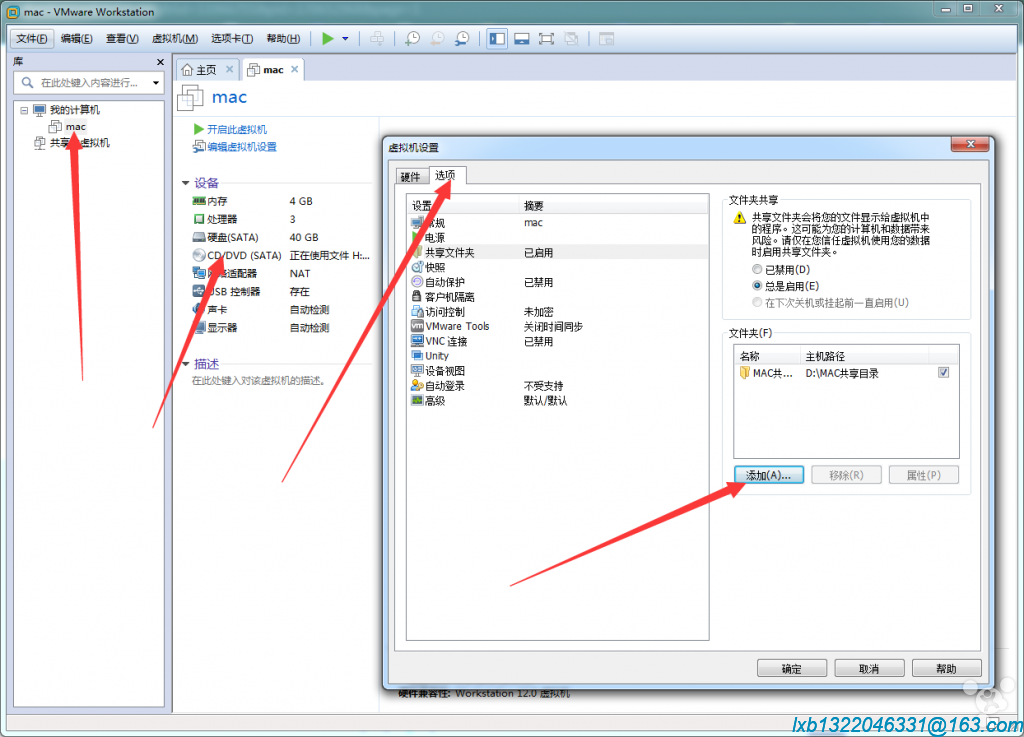 mac - VMware Workstation
文件(F) 编辑(E) 查看(V) 虚拟机(M) 选项卡(T) 帮助(H)
库
在此处键入内容进行...
我的计算机
mac
主页
mac
mac
开启此虚拟机
编辑虚拟机设置
设备
内存 4 GB
处理器 3
硬盘(SATA) 40 GB
CD/DVD (SATA) 正在使用文件 H:...
适配器 NAT
USB 控制器 存在
声卡 自动检测
显示器 自动检测
描述
在此处键入对该虚拟机的描述。
虚拟机设置
硬件 选项
设置 摘要
常规 mac
电源
共享文件夹 已启用
快照
自动保护 已禁用
客户机隔离
访问控制 未加密
VMware Tools 关闭时间同步
VNC 连接 已禁用
Unity
设备视图
自动登录 不受支持
高级 默认/默认
文件夹共享
共享文件夹会将您的文件显示给虚拟机中
的程序。这可能为您的计算机和数据带来
风险。请仅在您信任虚拟机使用您的数据
时启用共享文件夹。
已禁用(D)
总是启用(E)
在下次关机或挂起前一直启用(U)
文件夹(F)
名称 主机路径
MAC共... D:\MAC共享目录
添加(A)... 移除(R) 属性(P)
确定 取消 帮助
硬件兼容性: Workstation 12.0 虚拟机
lxb1322046331@163.com